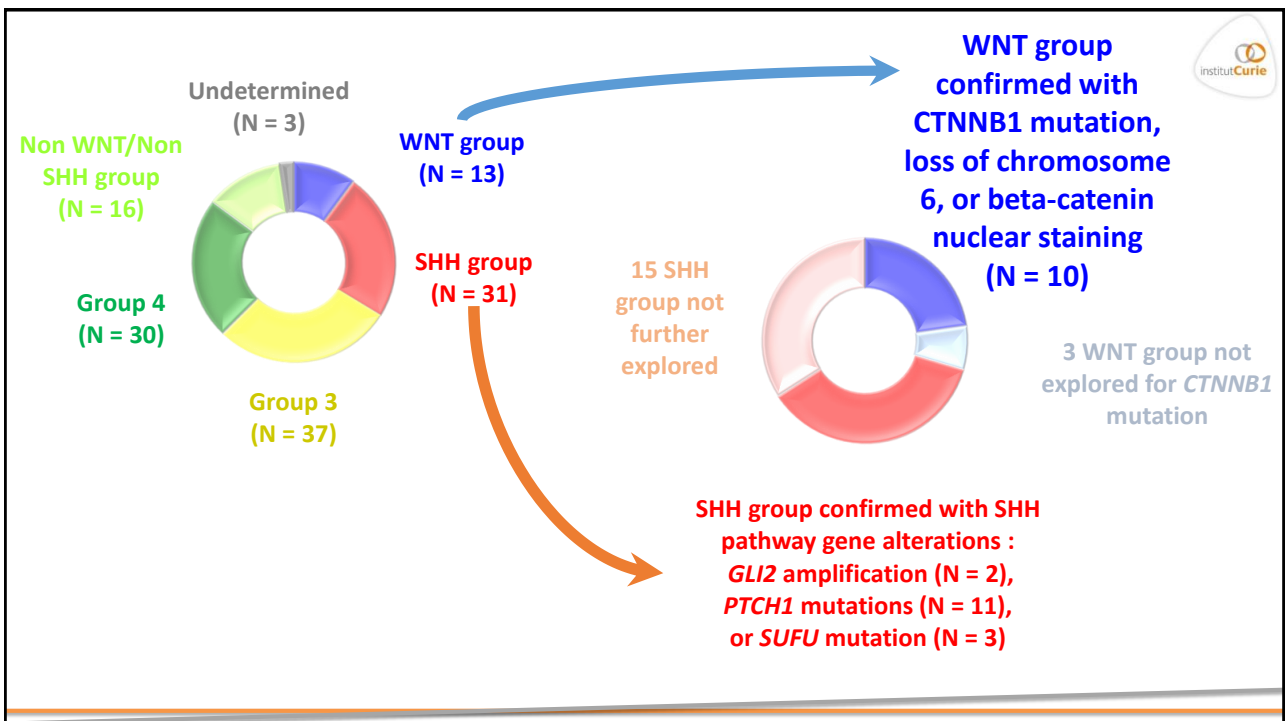 Undetermined
(N = 3)
Non WNT/Non
SHH group
(N = 16)
WNT group
(N = 13)
SHH group
(N = 31)
Group 4
(N = 30)
Group 3
(N = 37)
WNT group
confirmed with
CTNNB1 mutation,
loss of chromosome
6, or beta-catenin
nuclear staining
(N = 10)
institutCurie
15 SHH
group not
further
explored
3 WNT group not
explored for CTNNB1
mutation
SHH group confirmed with SHH
pathway gene alterations :
GLI2 amplification (N = 2),
PTCH1 mutations (N = 11),
or SUFU mutation (N = 3)